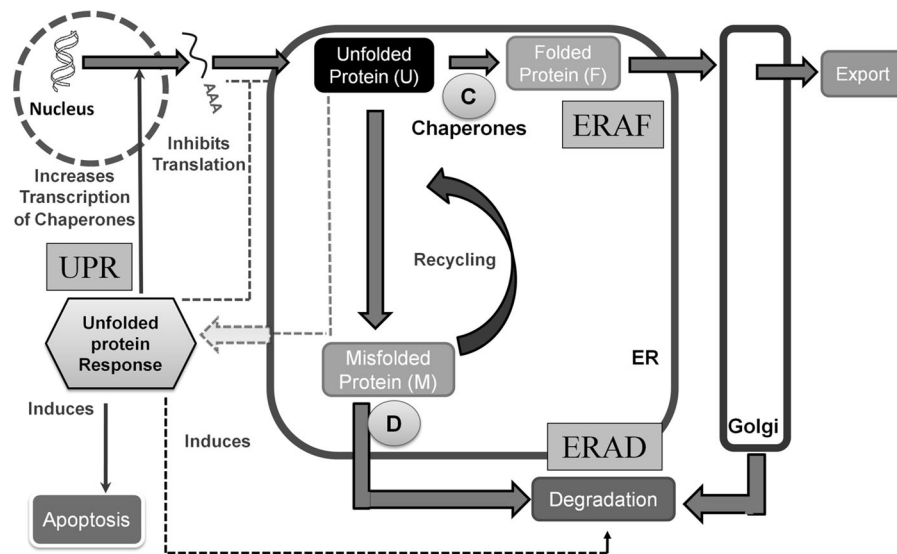 Nucleus
AAA
Unfolded
Protein (U)
C
Chaperones
Folded
Protein (F)
ERAF
Export
Inhibits
Translation
Increases
Transcription
of Chaperones
UPR
Unfolded
protein
Response
Recycling
Misfolded
Protein (M)
D
ER
ERAD
Golgi
Induces
Induces
Apoptosis
Degradation